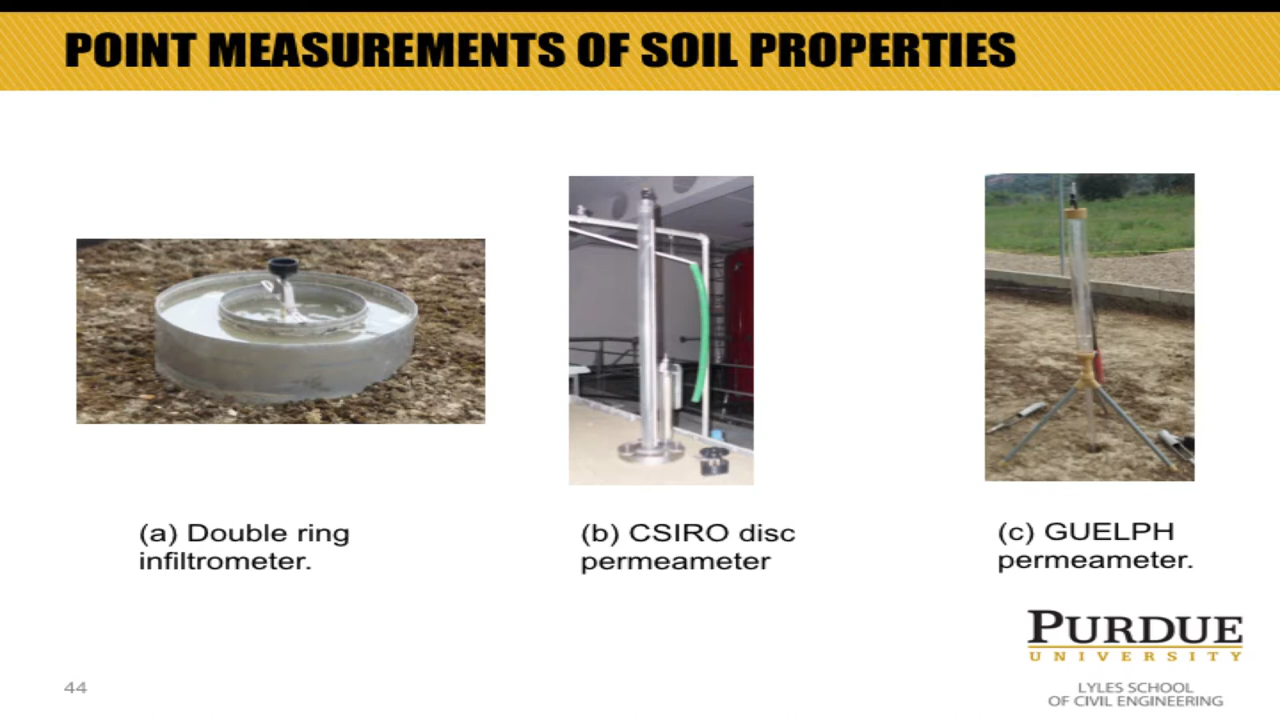 POINT MEASUREMENTS OF SOIL PROPERTIES
(a) Double ring
infiltrometer.
(b) CSIRO disc
permeameter
(c) GUELPH
permeameter.
PURDUE
UNIVERSITY
44
LYLES SCHOOL
OF CIVIL ENGINEERING